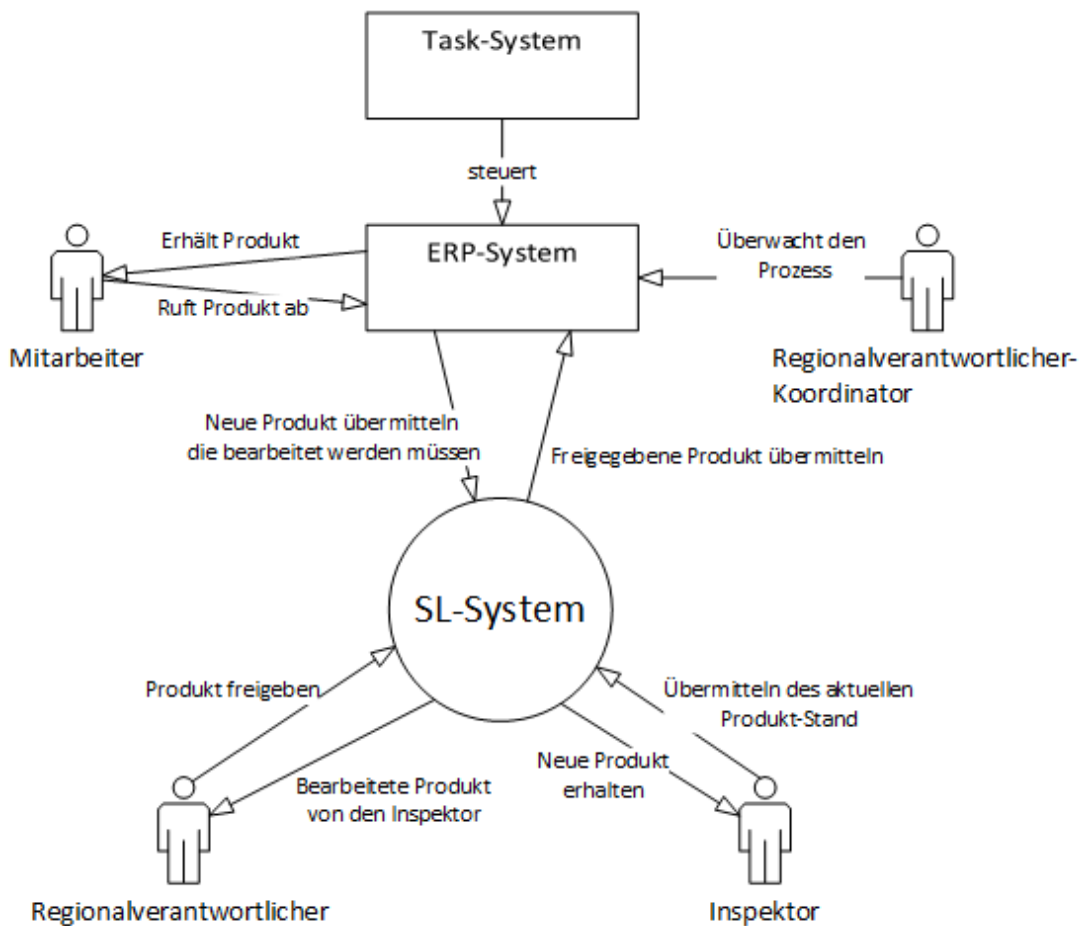 Task-System
steuert
Erhält Produkt
ERP-System
Überwacht den
Prozess
Ruft Produkt ab
Mitarbeiter
Regionalverantwortlicher-
Koordinator
Neue Produkt übermitteln
die bearbeitet werden müssen
Freigegebene Produkt übermitteln
SL-System
Produkt freigeben
Übermitteln des aktuellen
Produkt-Stand
Bearbeitete Produkt
von den Inspektor
Neue Produkt
erhalten
Regionalverantwortlicher
Inspektor